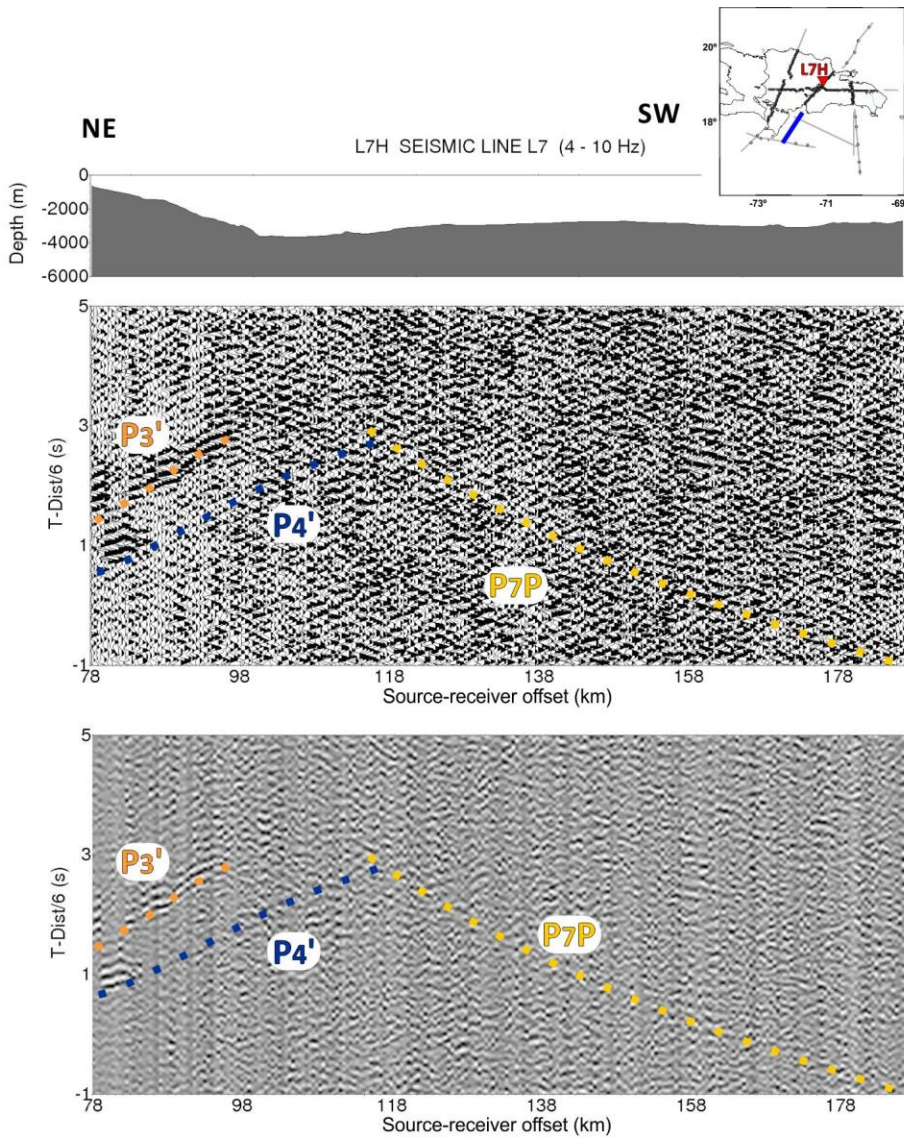 20°
L7H
18°
-73°
-71°
-69
NE
SW
L7H SEISMIC LINE L7 (4 - 10 Hz)
Depth (m)
0
-2000
-4000
-6000
T-Dist/6 (s)
5
3
1
-1
P3'
P4'
P7P
78
98
118
138
158
178
Source-receiver offset (km)
T-Dist/6 (s)
5
3
1
-1
P3'
P4'
P7P
78
98
118
138
158
178
Source-receiver offset (km)